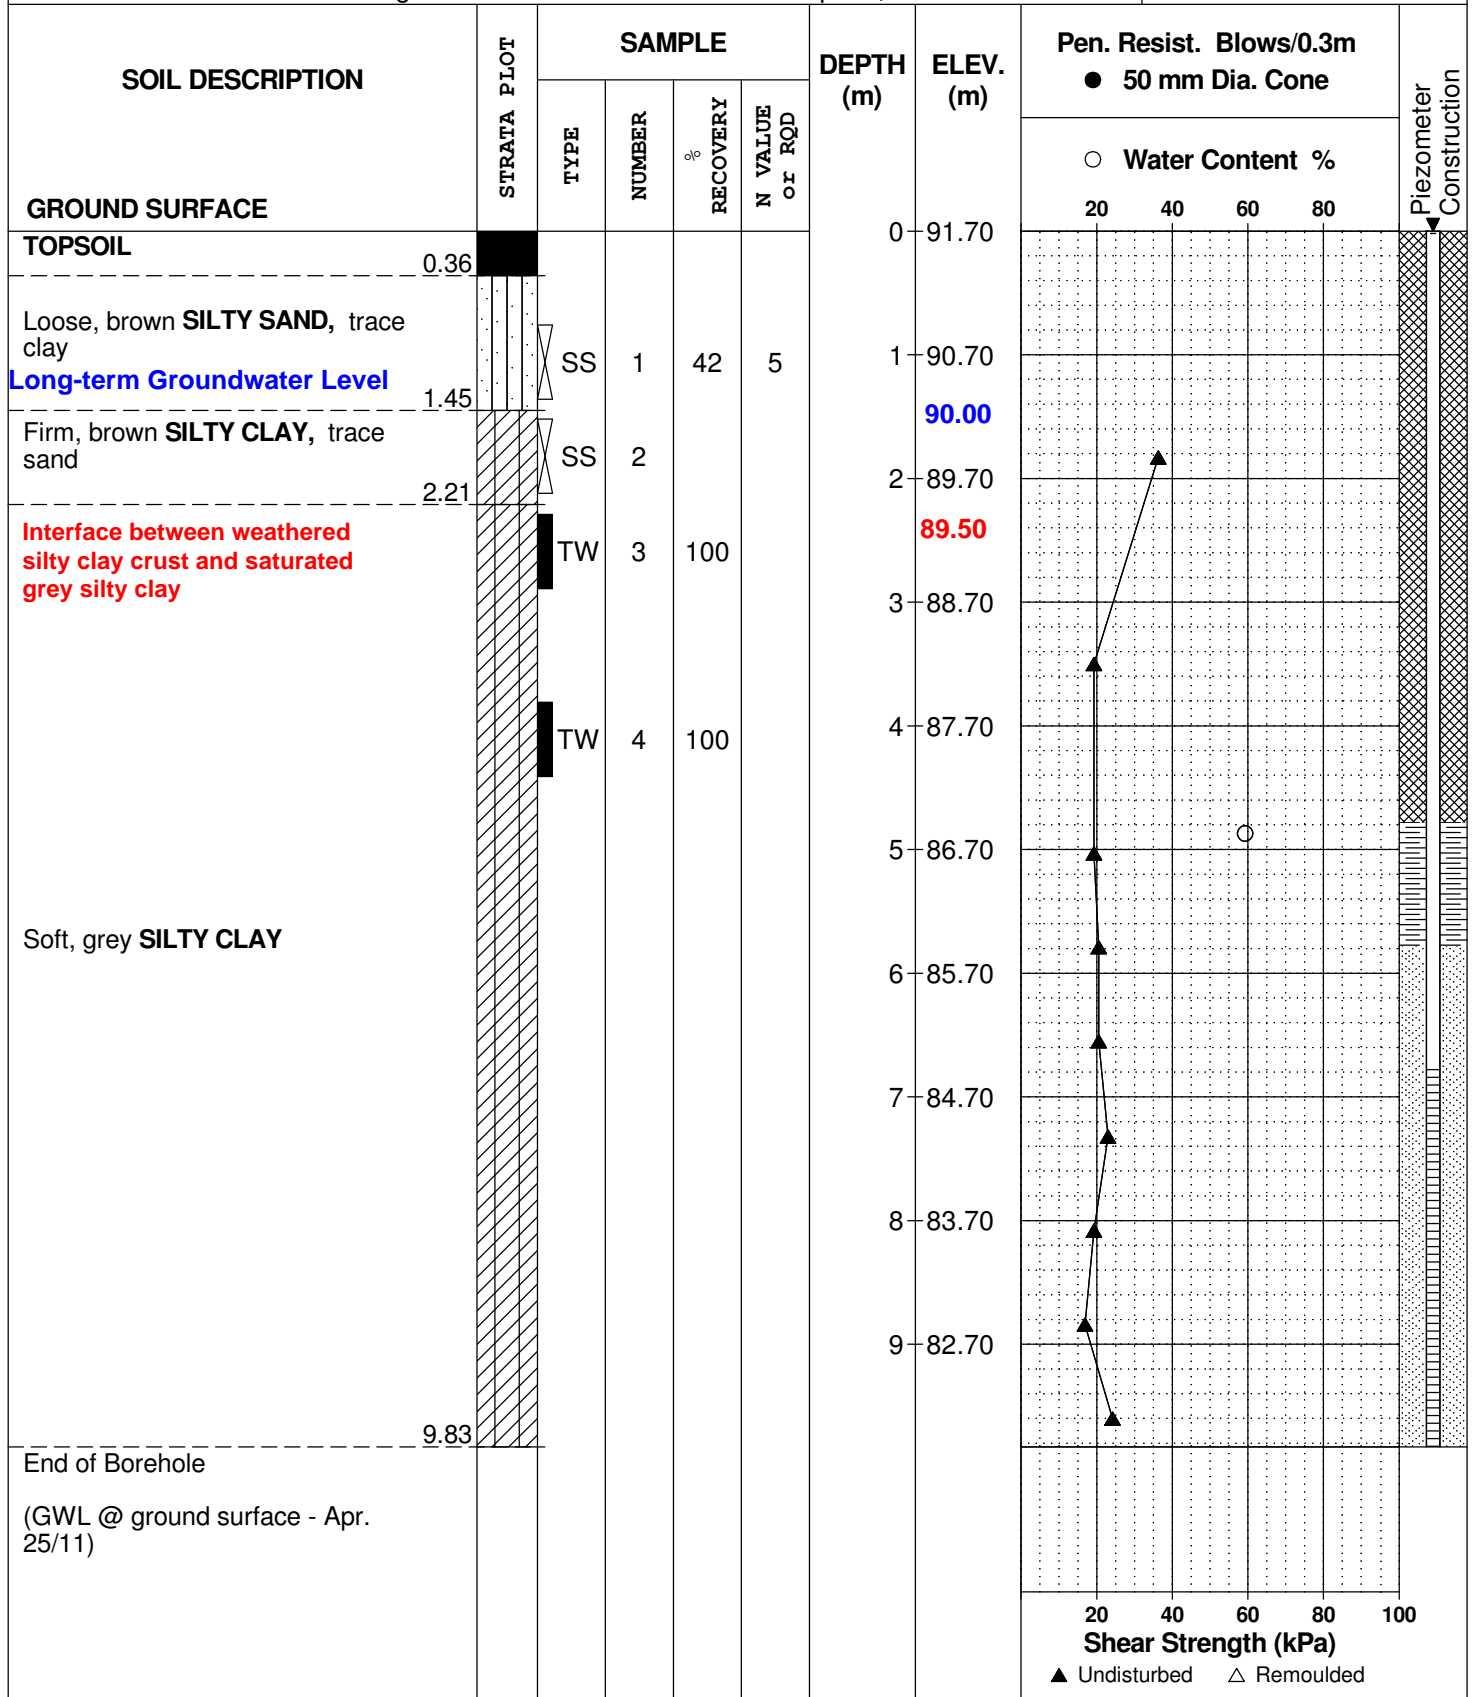 SOIL DESCRIPTION
GROUND SURFACE
STRATA PLOT
SAMPLE
TYPE
NUMBER
% RECOVERY
N VALUE or RQD
DEPTH (m)
ELEV. (m)
Pen. Resist. Blows/0.3m
● 50 mm Dia. Cone
○ Water Content %
20 40 60 80
Piezometer
Construction
TOPSOIL
0.36
0 91.70
Loose, brown SILTY SAND, trace
clay
SS 1 42 5
1 90.70
Long-term Groundwater Level
1.45
90.00
Firm, brown SILTY CLAY, trace
sand
SS 2
2.21
2 89.70
Interface between weathered
silty clay crust and saturated
grey silty clay
89.50
TW 3 100
3 88.70
TW 4 100
4 87.70
5 86.70
Soft, grey SILTY CLAY
6 85.70
7 84.70
8 83.70
9 82.70
9.83
End of Borehole
(GWL @ ground surface - Apr.
25/11)
20 40 60 80 100
Shear Strength (kPa)
▲ Undisturbed △ Remoulded